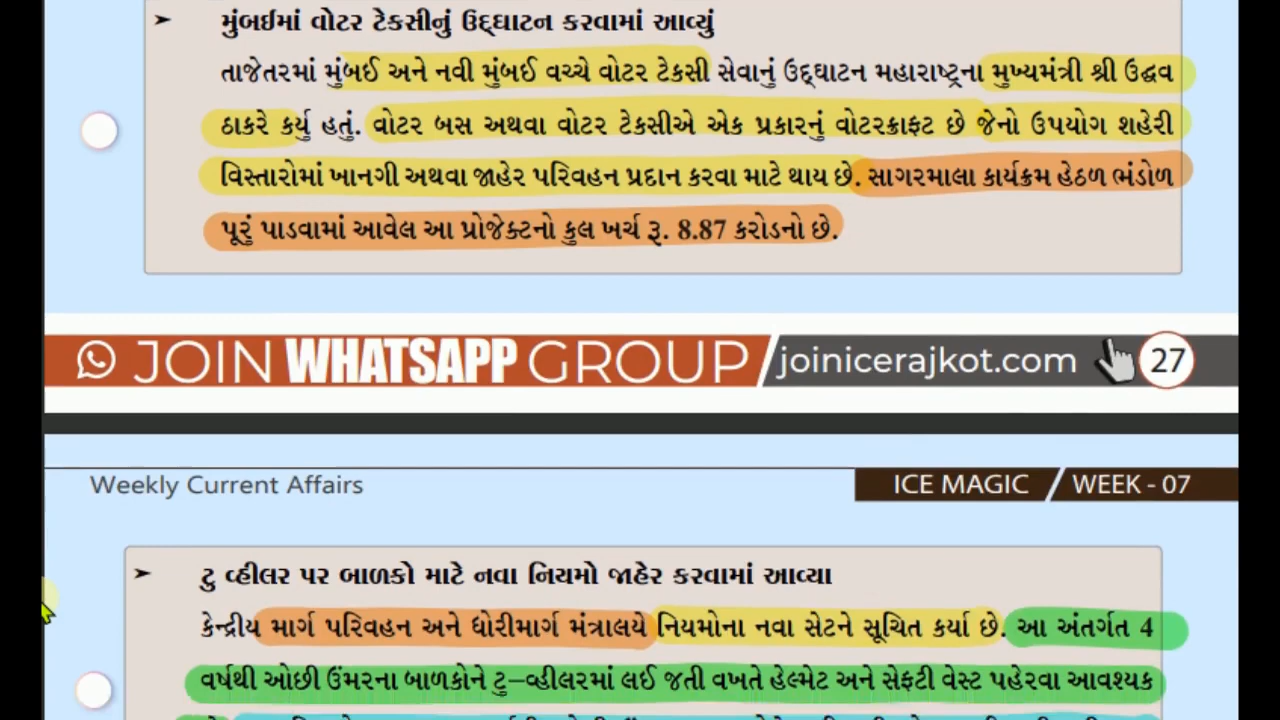 ➤ મુંબઈમાં વોટર ટેકસીનું ઉદ્‌ઘાટન કરવામાં આવ્યું
તાજેતરમાં મુંબઈ અને નવી મુંબઈ વચ્ચે વોટર ટેકસી સેવાનું ઉદ્‌ઘાટન મહારાષ્ટ્રના મુખ્યમંત્રી શ્રી ઉદ્ધવ
ઠાકરે કર્યુ હતું. વોટર બસ અથવા વોટર ટેકસીએ એક પ્રકારનું વોટરક્રાફ્ટ છે જેનો ઉપયોગ શહેરી
વિસ્તારોમાં ખાનગી અથવા જાહેર પરિવહન પ્રદાન કરવા માટે થાય છે. સાગરમાલા કાર્યક્રમ હેઠળ ભંડોળ
પૂરું પાડવામાં આવેલ આ પ્રોજેક્ટનો કુલ ખર્ચ રૂ. 8.87 કરોડનો છે.
JOIN WHATSAPP GROUP joinicerajkot.com 27
Weekly Current Affairs ICE MAGIC / WEEK - 07
➤ ટુ વ્હીલર પર બાળકો માટે નવા નિયમો જાહેર કરવામાં આવ્યા
કેન્દ્રીય માર્ગ પરિવહન અને ધોરીમાર્ગ મંત્રાલયે નિયમોના નવા સેટને સૂચિત કર્યા છે. આ અંતર્ગત 4
વર્ષથી ઓછી ઉંમરના બાળકોને ટુ–વ્હીલરમાં લઈ જતી વખતે હેલ્મેટ અને સેફ્ટી વેસ્ટ પહેરવા આવશ્યક